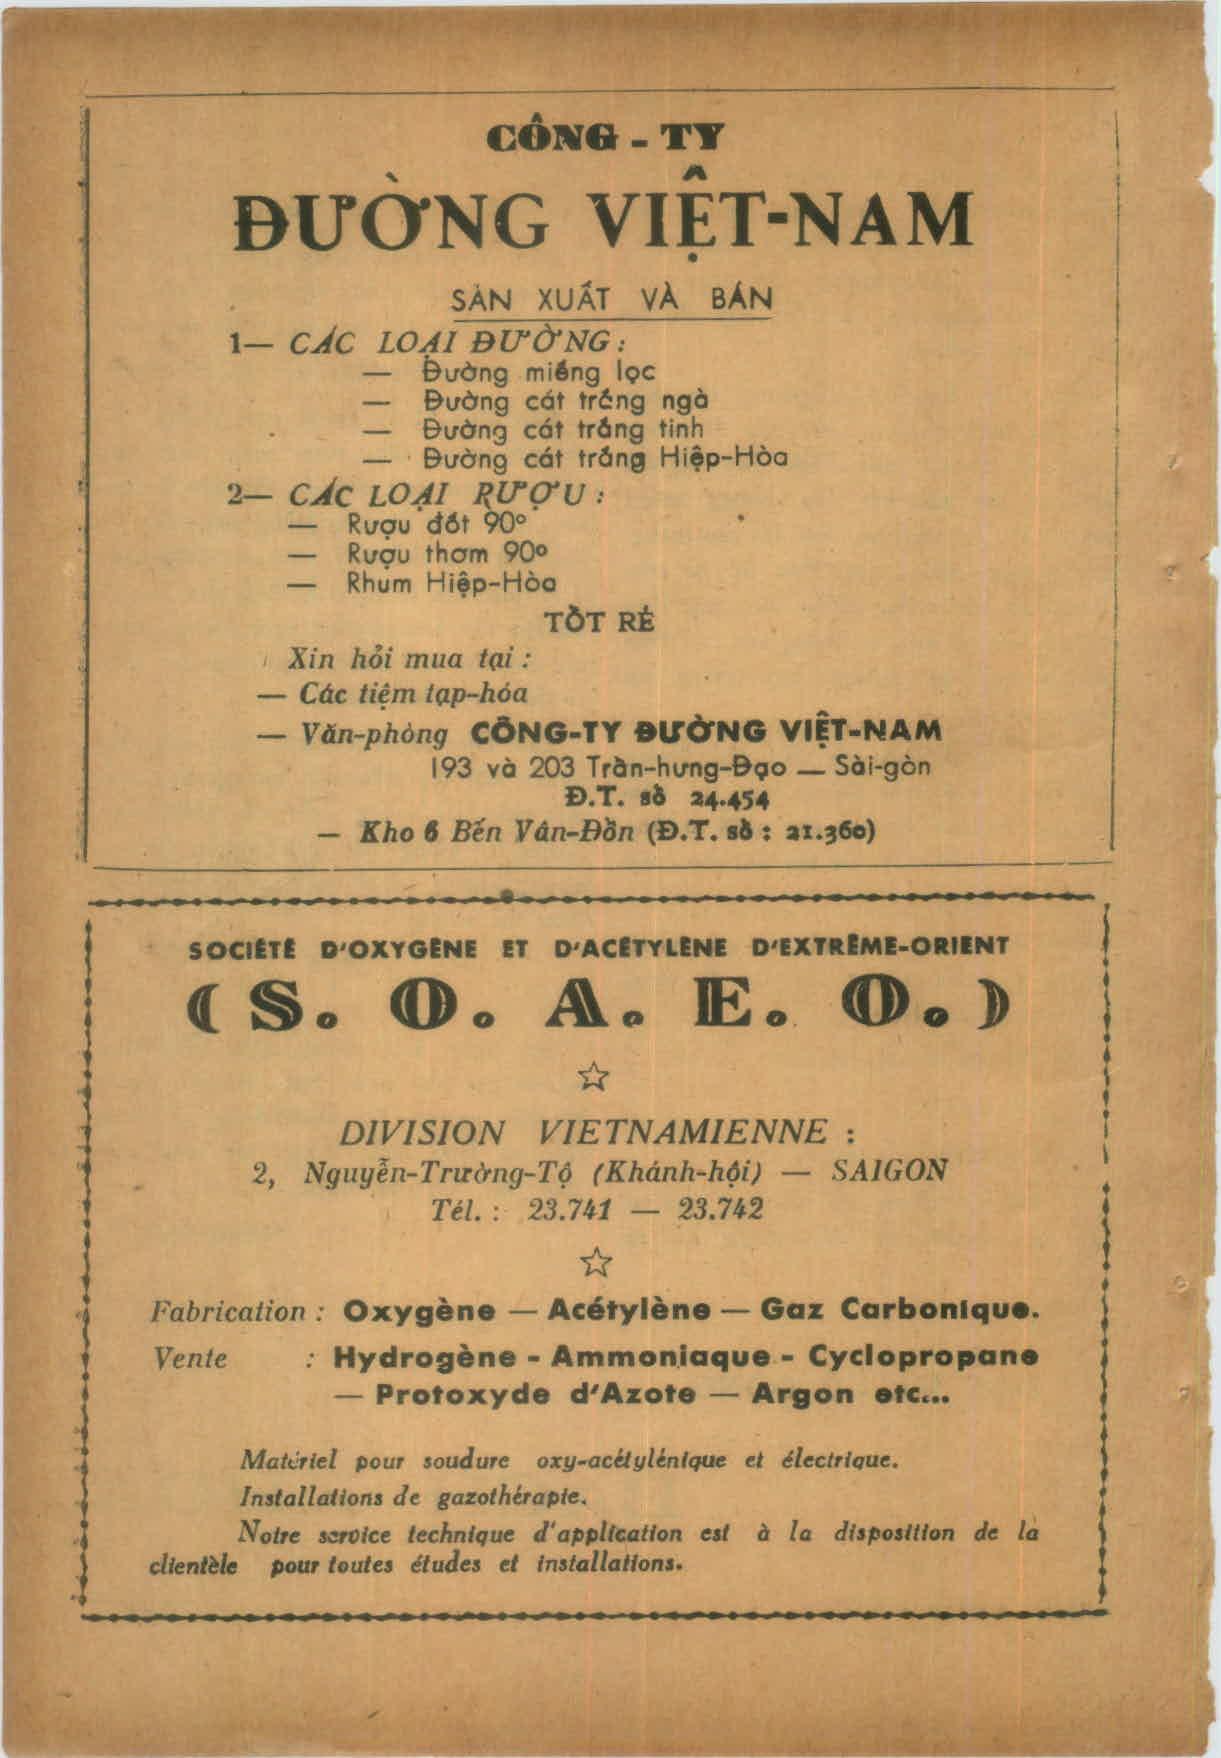 CÔNG - TY
ĐƯỜNG VIỆT-NAM
SẢN XUẤT VÀ BÁN
1— CÁC LOẠI ĐƯỜNG :
— Đường miếng lọc
— Đường cát trắng ngà
— Đường cát trắng tinh
— Đường cát trắng Hiệp-Hòa
2— CÁC LOẠI RƯỢU :
— Rượu đốt 90°
— Rượu thơm 90°
— Rhum Hiệp-Hòa
TỐT RẺ
Xin hỏi mua tại :
— Các tiệm tạp-hóa
— Văn-phòng CÔNG-TY ĐƯỜNG VIỆT-NAM
193 và 203 Trần-hưng-Đạo — Sài-gòn
Đ.T. số 24.454
— Kho 6 Bến Vân-Đồn (Đ.T. số : 21.360)
SOCIÉTÉ D'OXYGÈNE ET D'ACÉTYLÈNE D'EXTRÊME-ORIENT
( S. O. A. E. O. )
☆
DIVISION VIETNAMIENNE :
2, Nguyễn-Trường-Tộ (Khánh-hội) — SAIGON
Tél. : 23.741 — 23.742
☆
Fabrication : Oxygène — Acétylène — Gaz Carbonique.
Vente : Hydrogène - Ammoniaque - Cyclopropane
— Protoxyde d'Azote — Argon etc...
Matériel pour soudure oxy-acétylénique et électrique.
Installations de gazothérapie.
Notre service technique d'application est à la disposition de la
clientèle pour toutes études et installations.